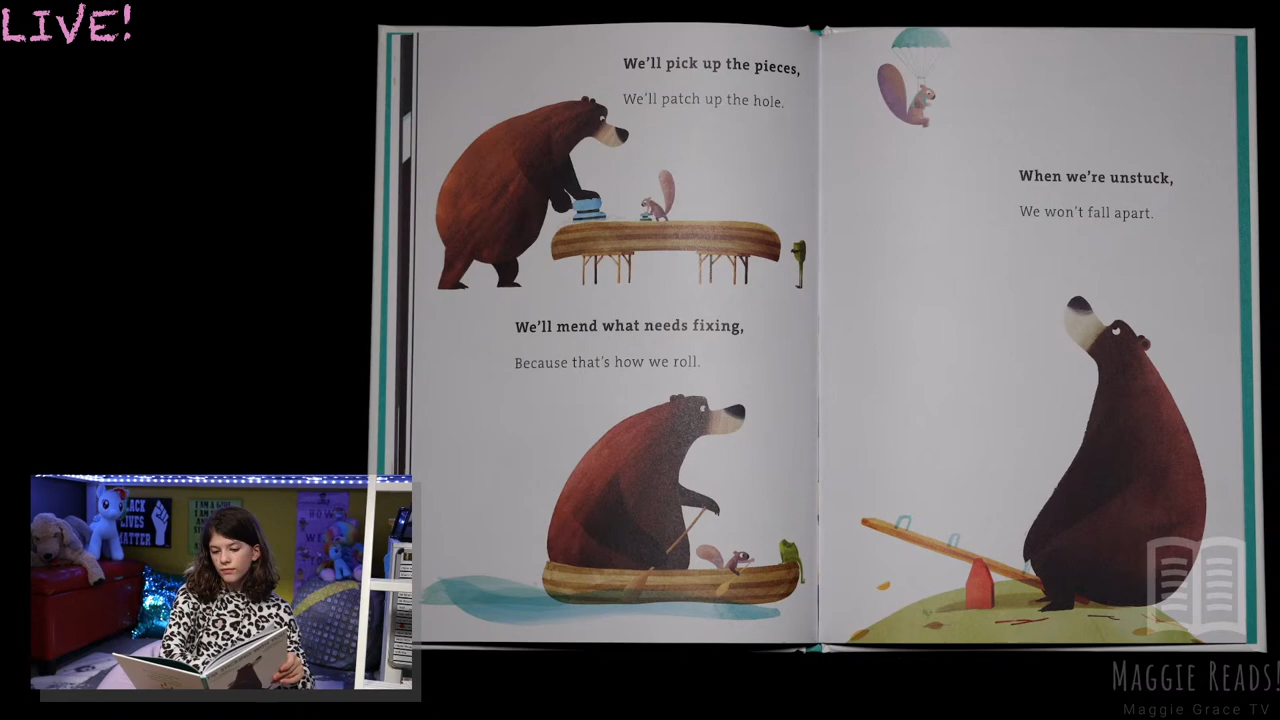 LIVE!
We'll pick up the pieces,
We'll patch up the hole.
We'll mend what needs fixing,
Because that's how we roll.
When we're unstuck,
We won't fall apart.
BLACK
LIVES
MATTER
I AM A GIRL
MAGGIE READS!
Maggie Grace TV